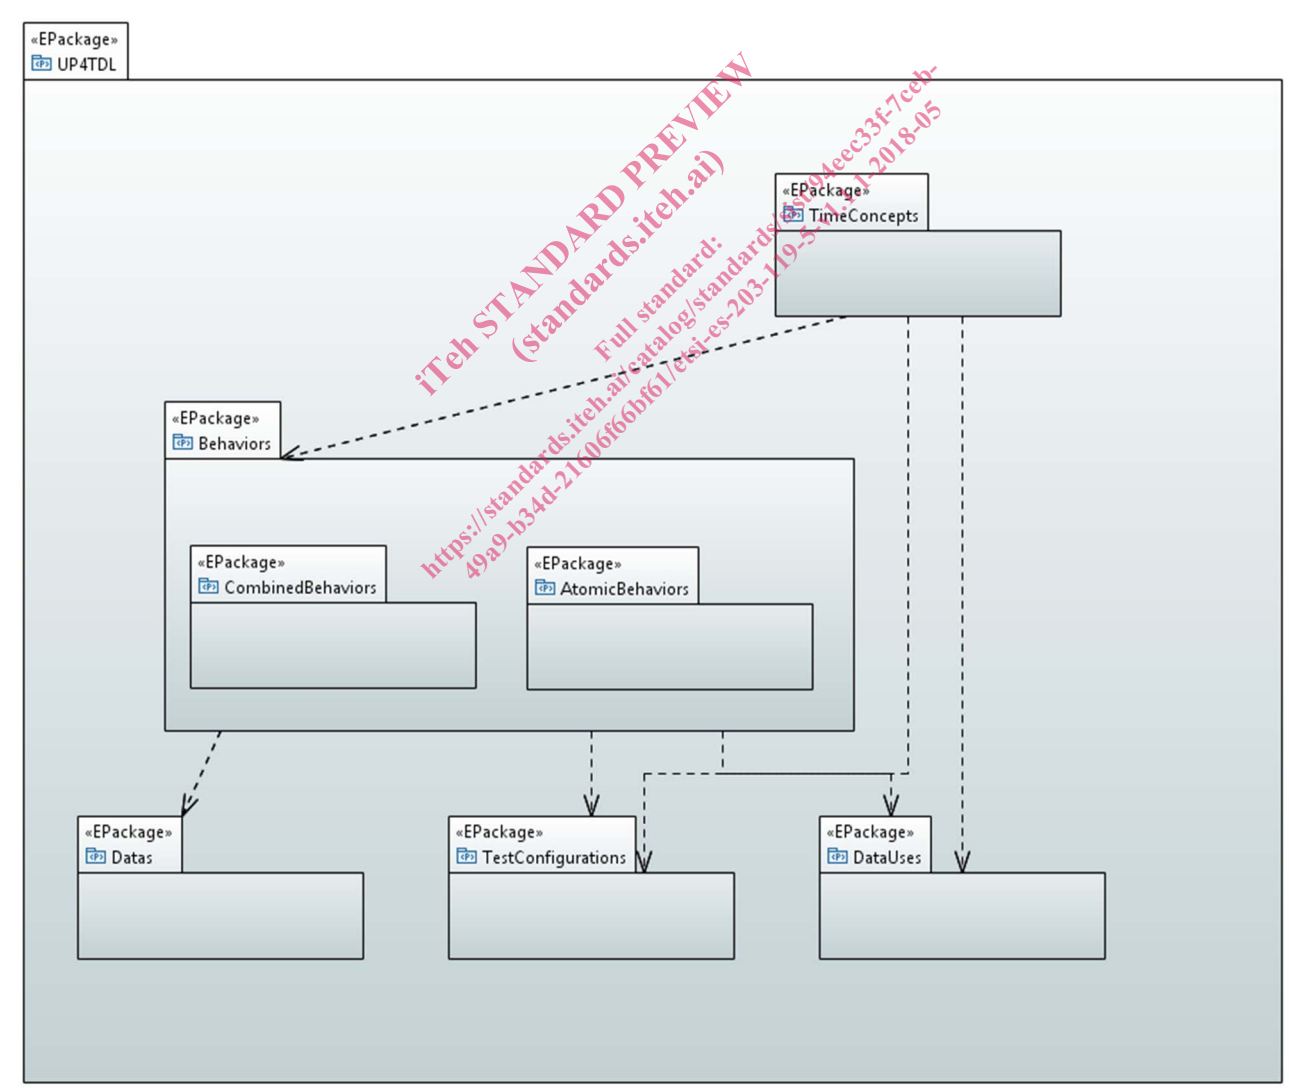 «EPackage»
UP4TDL
iTeh STANDARD PREVIEW
(standards.iteh.ai)
Full standard:
https://standards.iteh.ai/catalog/standards/sist/94eec33f-7ceb-
49a9-b34d-21606f66bf61/etsi-es-203-119-5-v1.1.1-2018-05
«EPackage»
TimeConcepts
«EPackage»
Behaviors
«EPackage»
CombinedBehaviors
«EPackage»
AtomicBehaviors
«EPackage»
Datas
«EPackage»
TestConfigurations
«EPackage»
DataUses